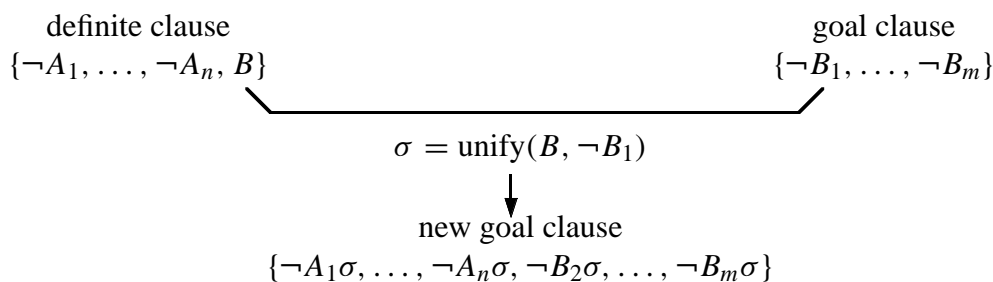 definite clause goal clause
{¬A₁, . . . , ¬Aₙ, B} {¬B₁, . . . , ¬Bₘ}
σ = unify(B, ¬B₁)
new goal clause
{¬A₁σ, . . . , ¬Aₙσ, ¬B₂σ, . . . , ¬Bₘσ}